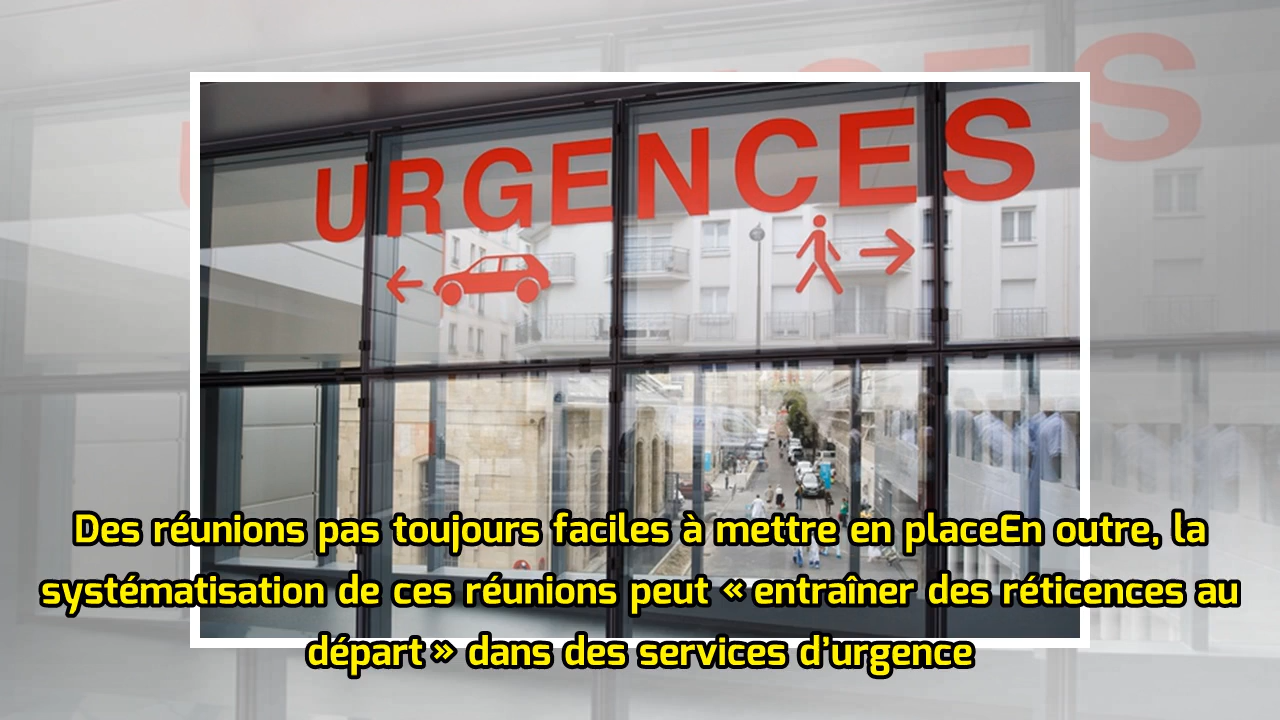 URGENCES
Des réunions pas toujours faciles à mettre en placeEn outre, la
systématisation de ces réunions peut « entraîner des réticences au
départ » dans des services d'urgence